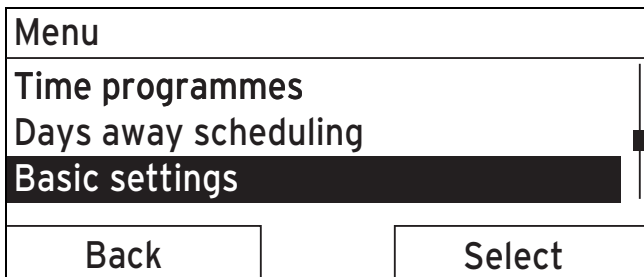 Menu
Time programmes
Days away scheduling
Basic settings
Back Select